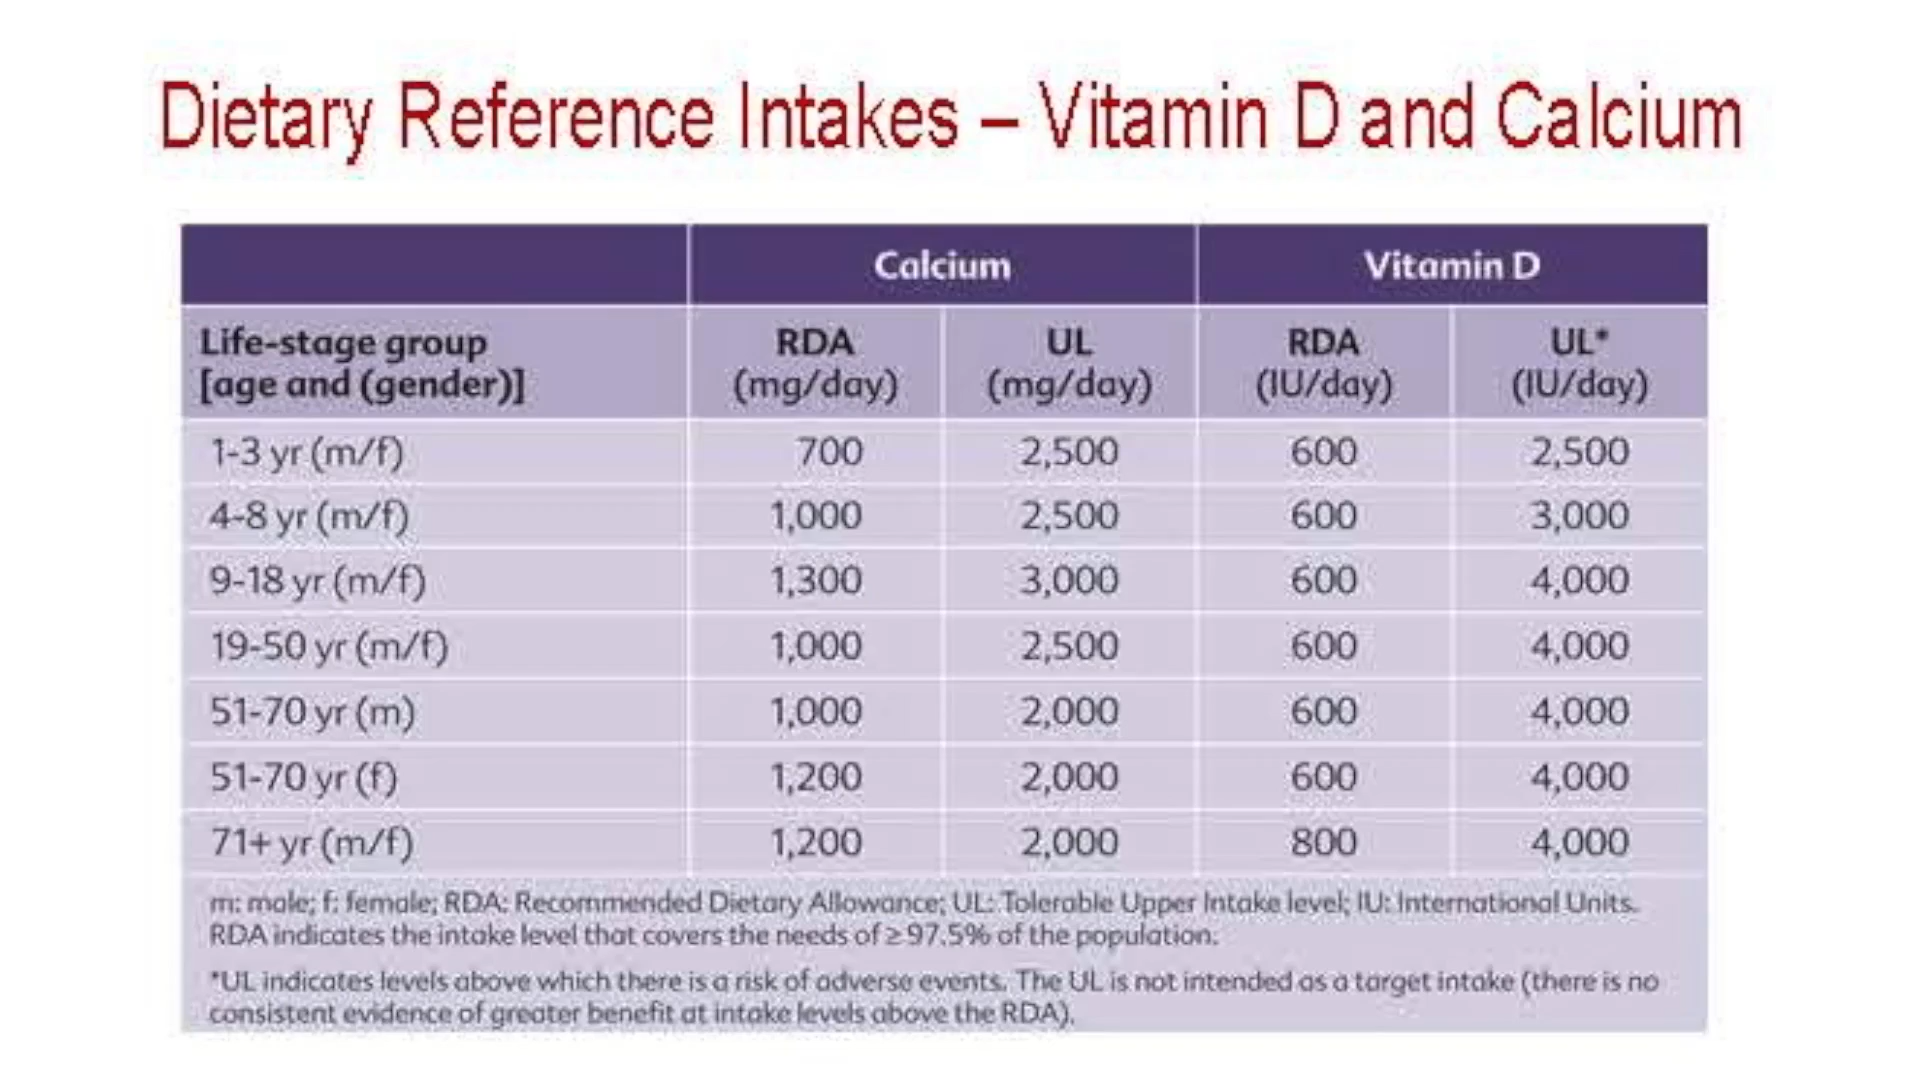 Dietary Reference Intakes – Vitamin D and Calcium
Calcium Vitamin D
Life-stage group RDA UL RDA UL*
[age and (gender)] (mg/day) (mg/day) (IU/day) (IU/day)
1-3 yr (m/f) 700 2,500 600 2,500
4-8 yr (m/f) 1,000 2,500 600 3,000
9-18 yr (m/f) 1,300 3,000 600 4,000
19-50 yr (m/f) 1,000 2,500 600 4,000
51-70 yr (m) 1,000 2,000 600 4,000
51-70 yr (f) 1,200 2,000 600 4,000
71+ yr (m/f) 1,200 2,000 800 4,000
m: male; f: female; RDA: Recommended Dietary Allowance; UL: Tolerable Upper Intake level; IU: International Units.
RDA indicates the intake level that covers the needs of ≥ 97.5% of the population.
*UL indicates levels above which there is a risk of adverse events. The UL is not intended as a target intake (there is no
consistent evidence of greater benefit at intake levels above the RDA).